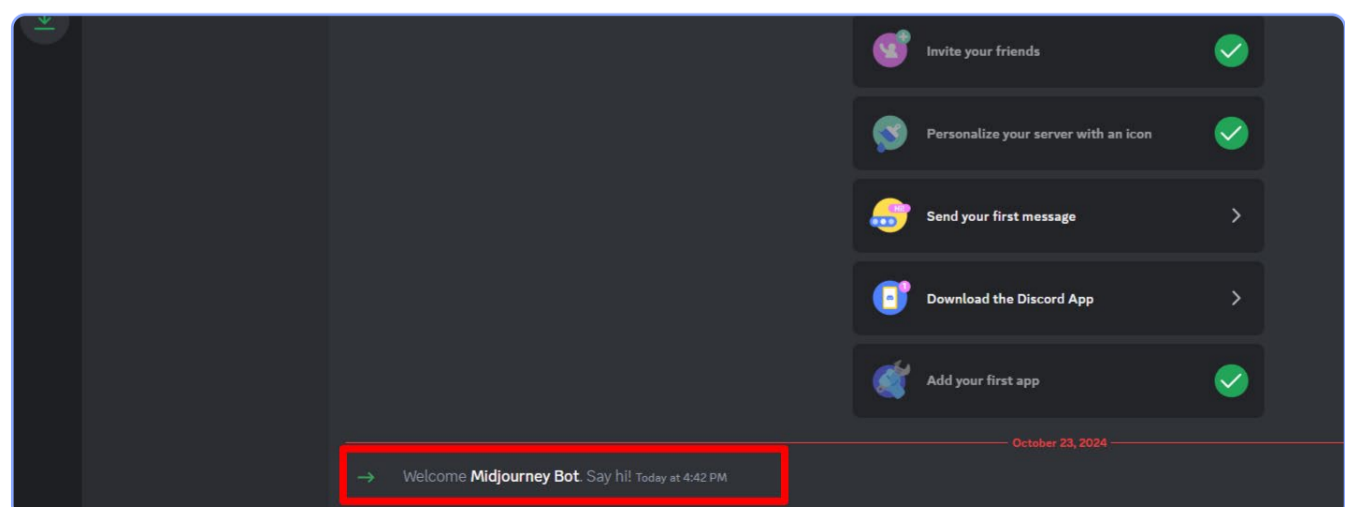 Invite your friends
Personalize your server with an icon
Send your first message
Download the Discord App
Add your first app
October 23, 2024
Welcome Midjourney Bot. Say hi! Today at 4:42 PM